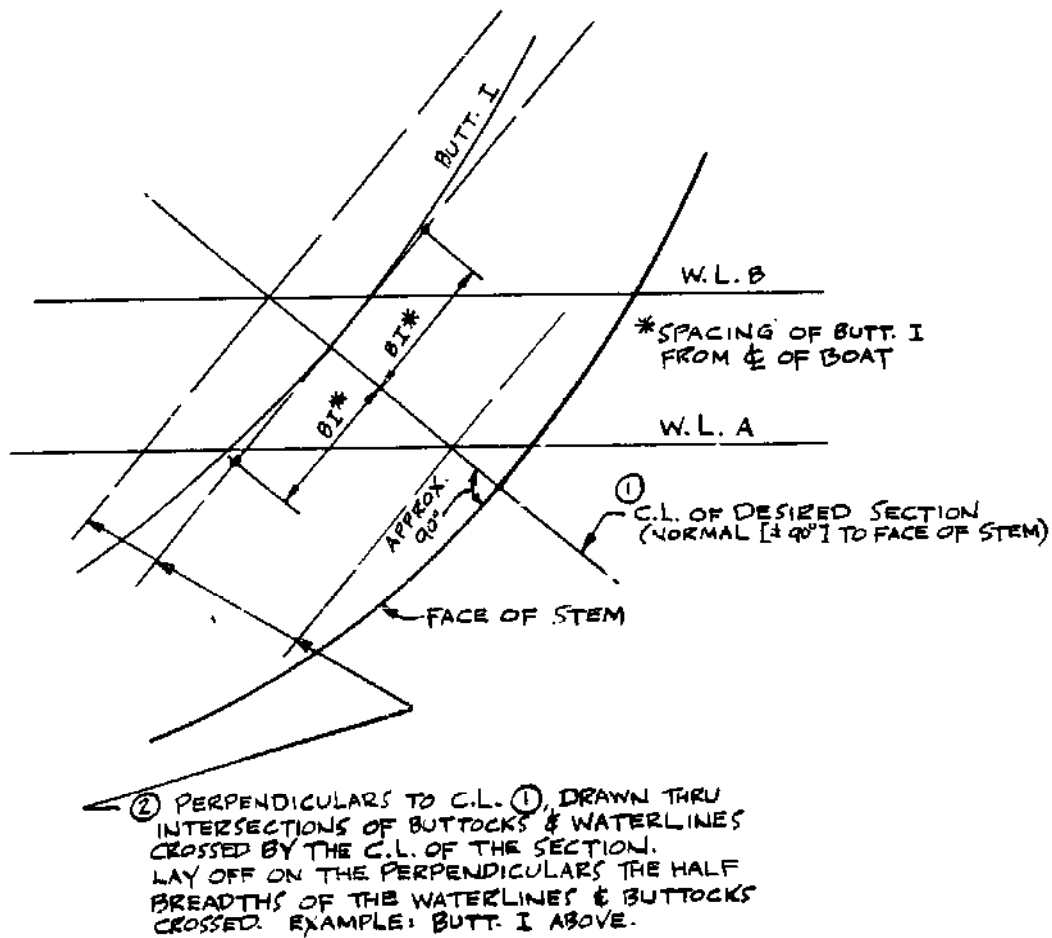 BUTT. I
W.L. B
*SPACING OF BUTT. I
FROM ℄ OF BOAT
BI*
BI*
W.L. A
APPROX.
90°
①
C.L. OF DESIRED SECTION
(NORMAL [± 90°] TO FACE OF STEM)
FACE OF STEM
② PERPENDICULARS TO C.L. ①, DRAWN THRU
INTERSECTIONS OF BUTTOCKS & WATERLINES
CROSSED BY THE C.L. OF THE SECTION.
LAY OFF ON THE PERPENDICULARS THE HALF
BREADTHS OF THE WATERLINES & BUTTOCKS
CROSSED. EXAMPLE: BUTT. I ABOVE.